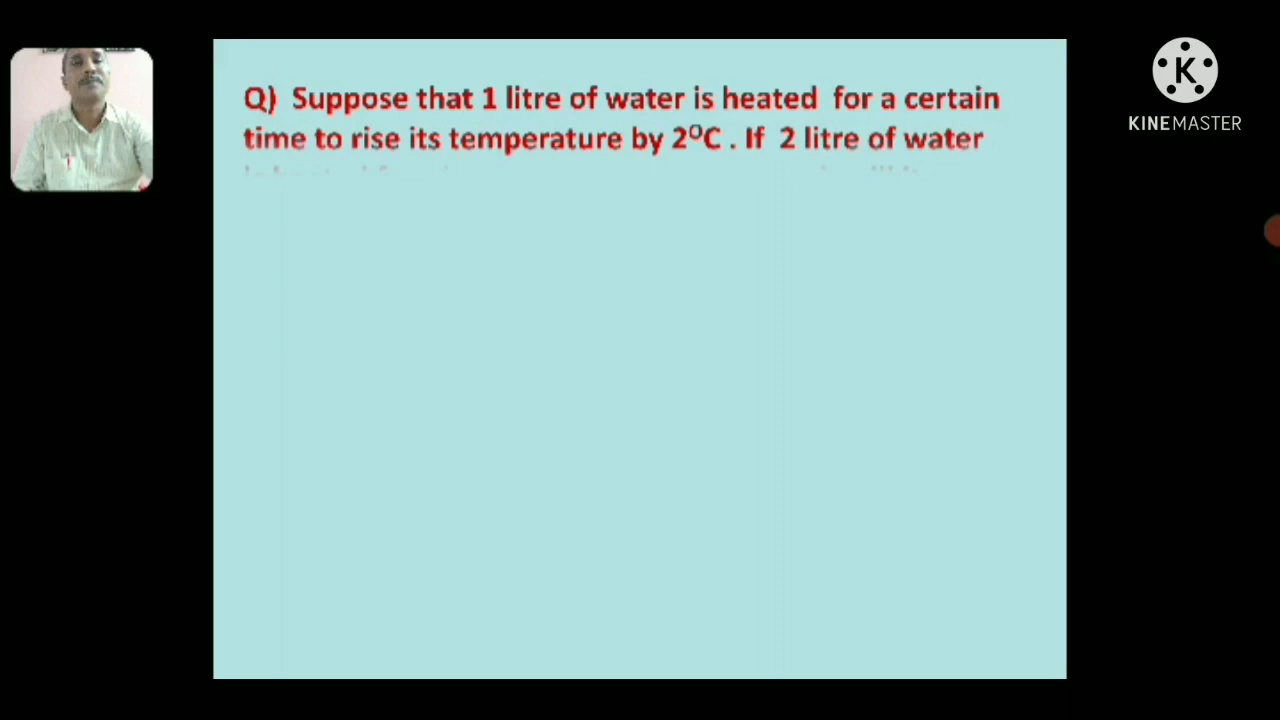 Q) Suppose that 1 litre of water is heated for a certain
time to rise its temperature by 2⁰C . If 2 litre of water
KINEMASTER